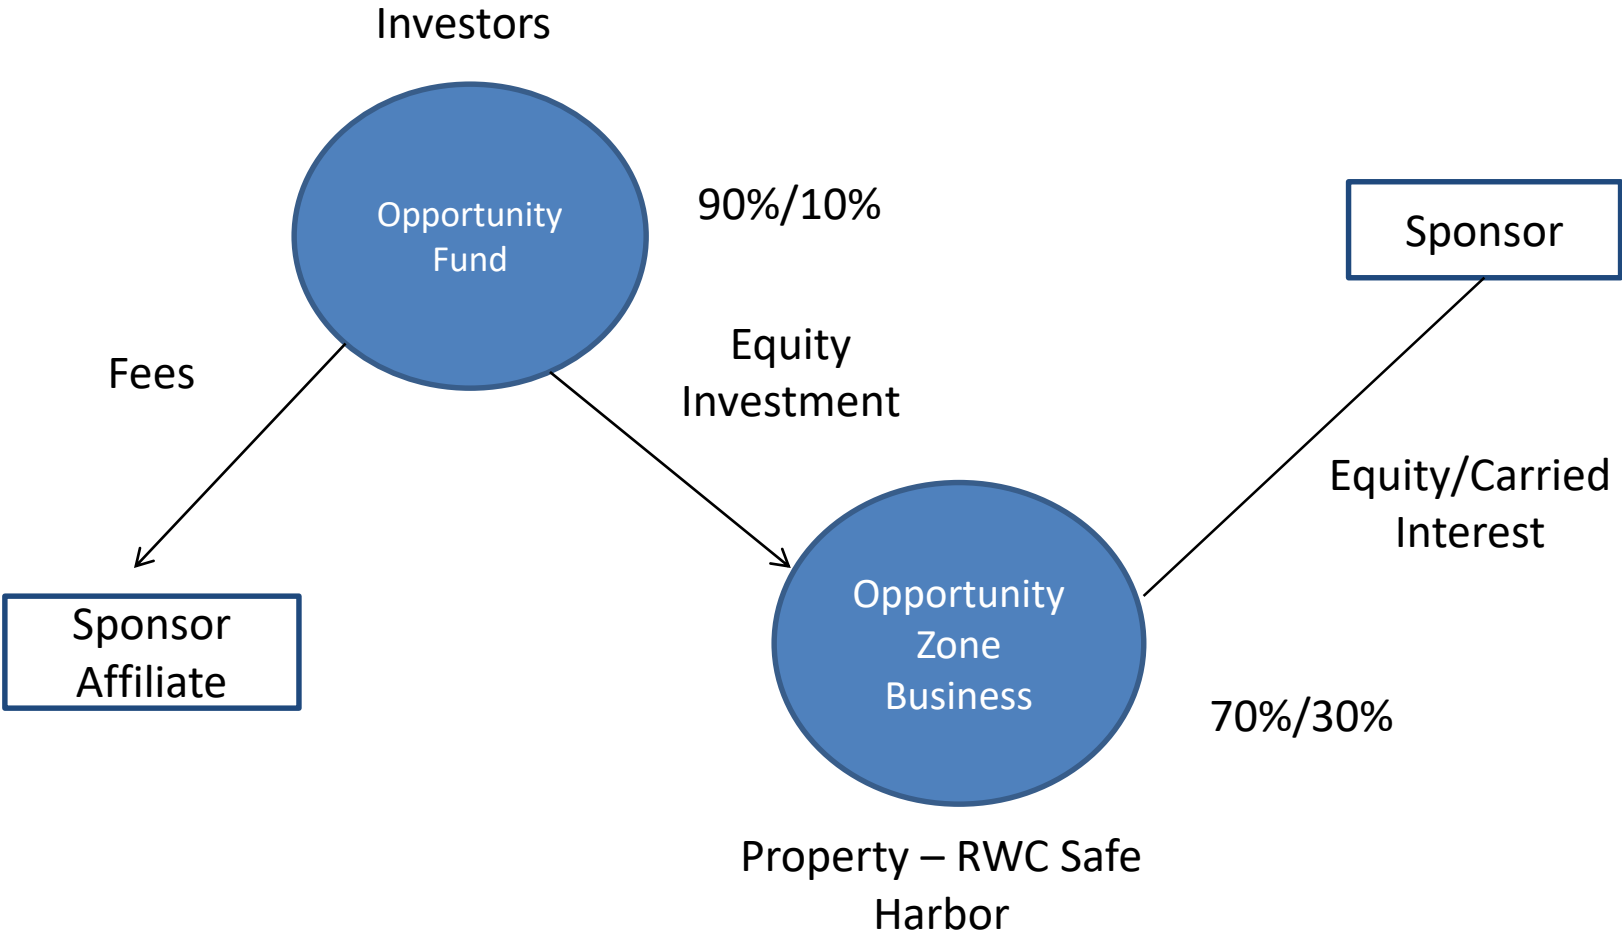 Investors
Opportunity
Fund
90%/10%
Sponsor
Fees
Equity
Investment
Equity/Carried
Interest
Sponsor
Affiliate
Opportunity
Zone
Business
70%/30%
Property – RWC Safe
Harbor